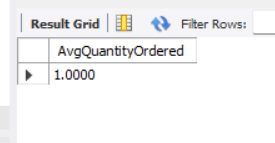 Result Grid Filter Rows:
AvgQuantityOrdered
1.0000